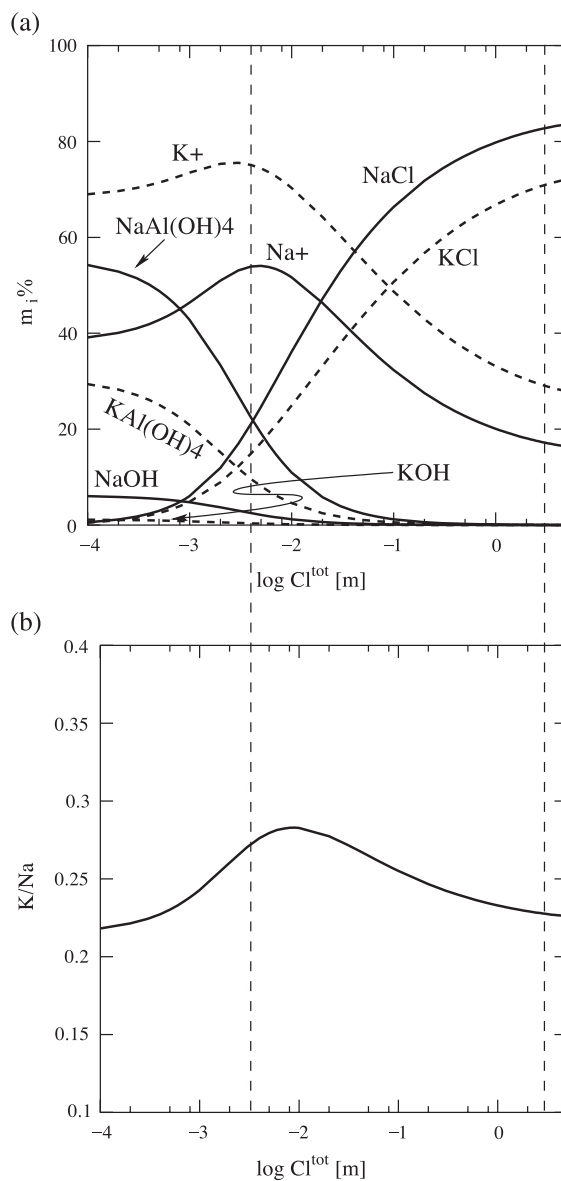 (a)
100
80
60
40
20
0
m i %
K+
NaAl(OH)4
Na+
NaCl
KCl
KAl(OH)4
NaOH
KOH
−4 −3 −2 −1 0
log Cl^tot [m]
(b)
0.4
0.35
0.3
0.25
0.2
0.15
0.1
K/Na
−4 −3 −2 −1 0
log Cl^tot [m]